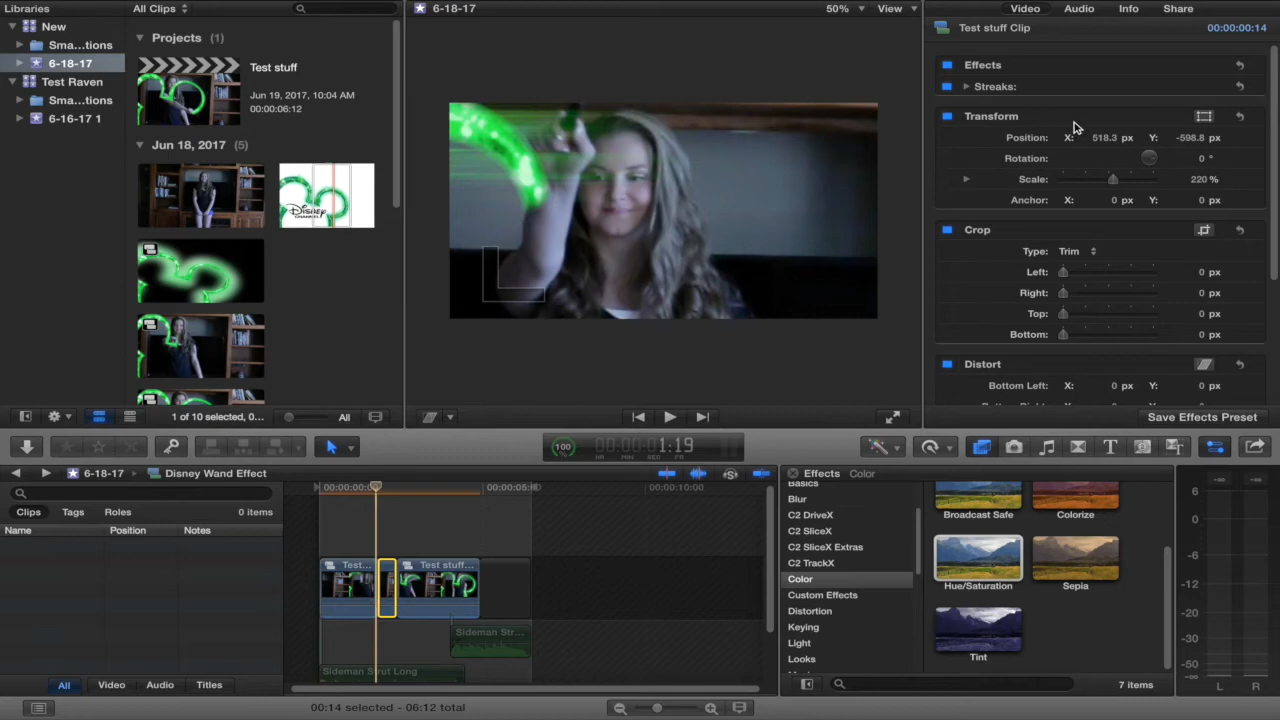 Libraries
All Clips
6-18-17
50%
View
Video
Audio
Info
Share
New
Sma...tions
6-18-17
Test Raven
Sma...tions
6-16-17 1
Projects (1)
Test stuff
Jun 19, 2017, 10:04 AM
00:00:06:12
Jun 18, 2017 (5)
Disney
CHANNEL
Test stuff Clip
00:00:00:14
Effects
Streaks:
Transform
Position: X: 518.3 px Y: -598.8 px
Rotation: 0 °
Scale: 220 %
Anchor: X: 0 px Y: 0 px
Crop
Type: Trim
Left: 0 px
Right: 0 px
Top: 0 px
Bottom: 0 px
Distort
Bottom Left: X: 0 px Y: 0 px
1 of 10 selected, 0...
All
Save Effects Preset
100
00:00:01:19
HR MIN SEC FR
6-18-17
Disney Wand Effect
Clips
Tags
Roles
0 items
Name
Position
Notes
All
Video
Audio
Titles
00:00:00:0
00:00:05:
00:00:10:00
Test...
Test stuff...
Sideman Str...
Sideman Strut Long
Effects
Color
Basics
Blur
C2 DriveX
C2 SliceX
C2 SliceX Extras
C2 TrackX
Color
Custom Effects
Distortion
Keying
Light
Looks
Broadcast Safe
Colorize
Hue/Saturation
Sepia
Tint
7 items
6
0
-6
-12
-20
-30
-50
L
R
00:14 selected - 06:12 total